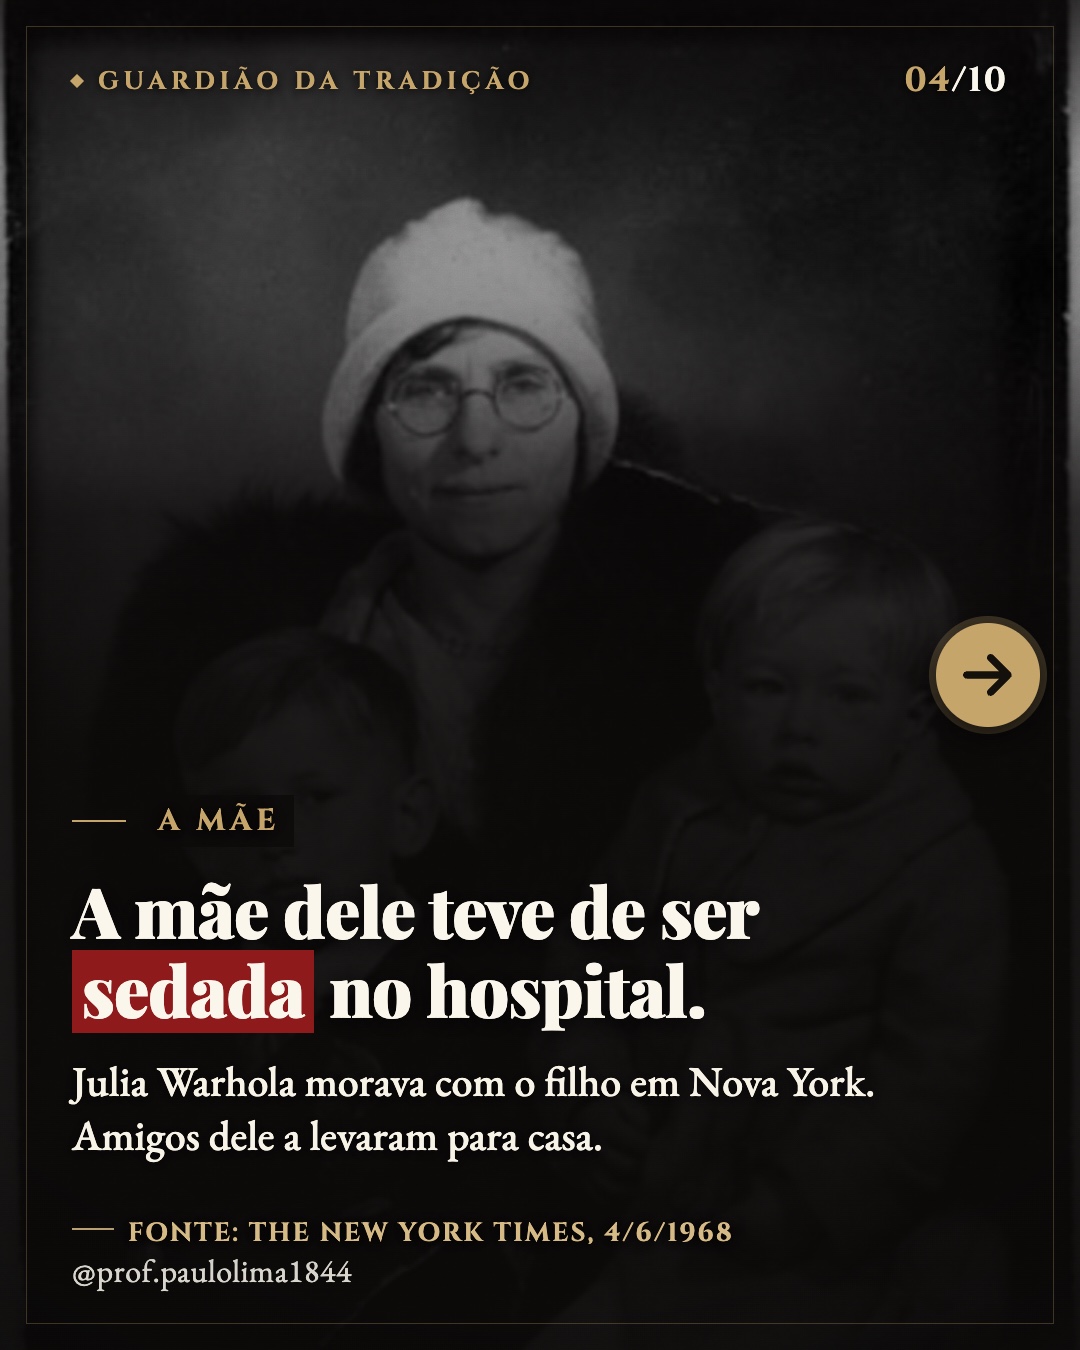 ◆ GUARDIÃO DA TRADIÇÃO
04/10
A MÃE
A mãe dele teve de ser
sedada no hospital.
Julia Warhola morava com o filho em Nova York.
Amigos dele a levaram para casa.
FONTE: THE NEW YORK TIMES, 4/6/1968
@prof.paulolima1844